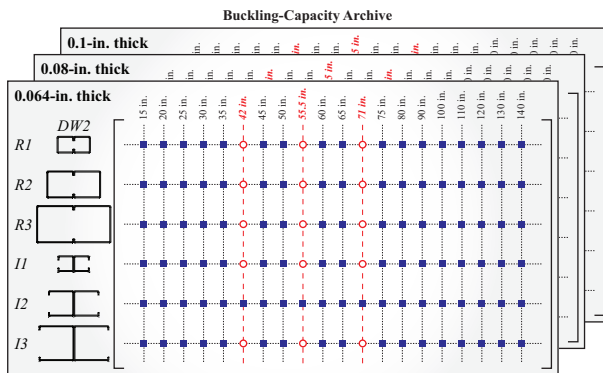 Buckling-Capacity Archive
0.1-in. thick
0.08-in. thick
0.064-in. thick
DW2
15 in. 20 in. 25 in. 30 in. 35 in. 42 in. 45 in. 50 in. 55.5 in. 60 in. 65 in. 71 in. 75 in. 80 in. 90 in. 100 in. 110 in. 120 in. 130 in. 140 in.
R1
R2
R3
I1
I2
I3